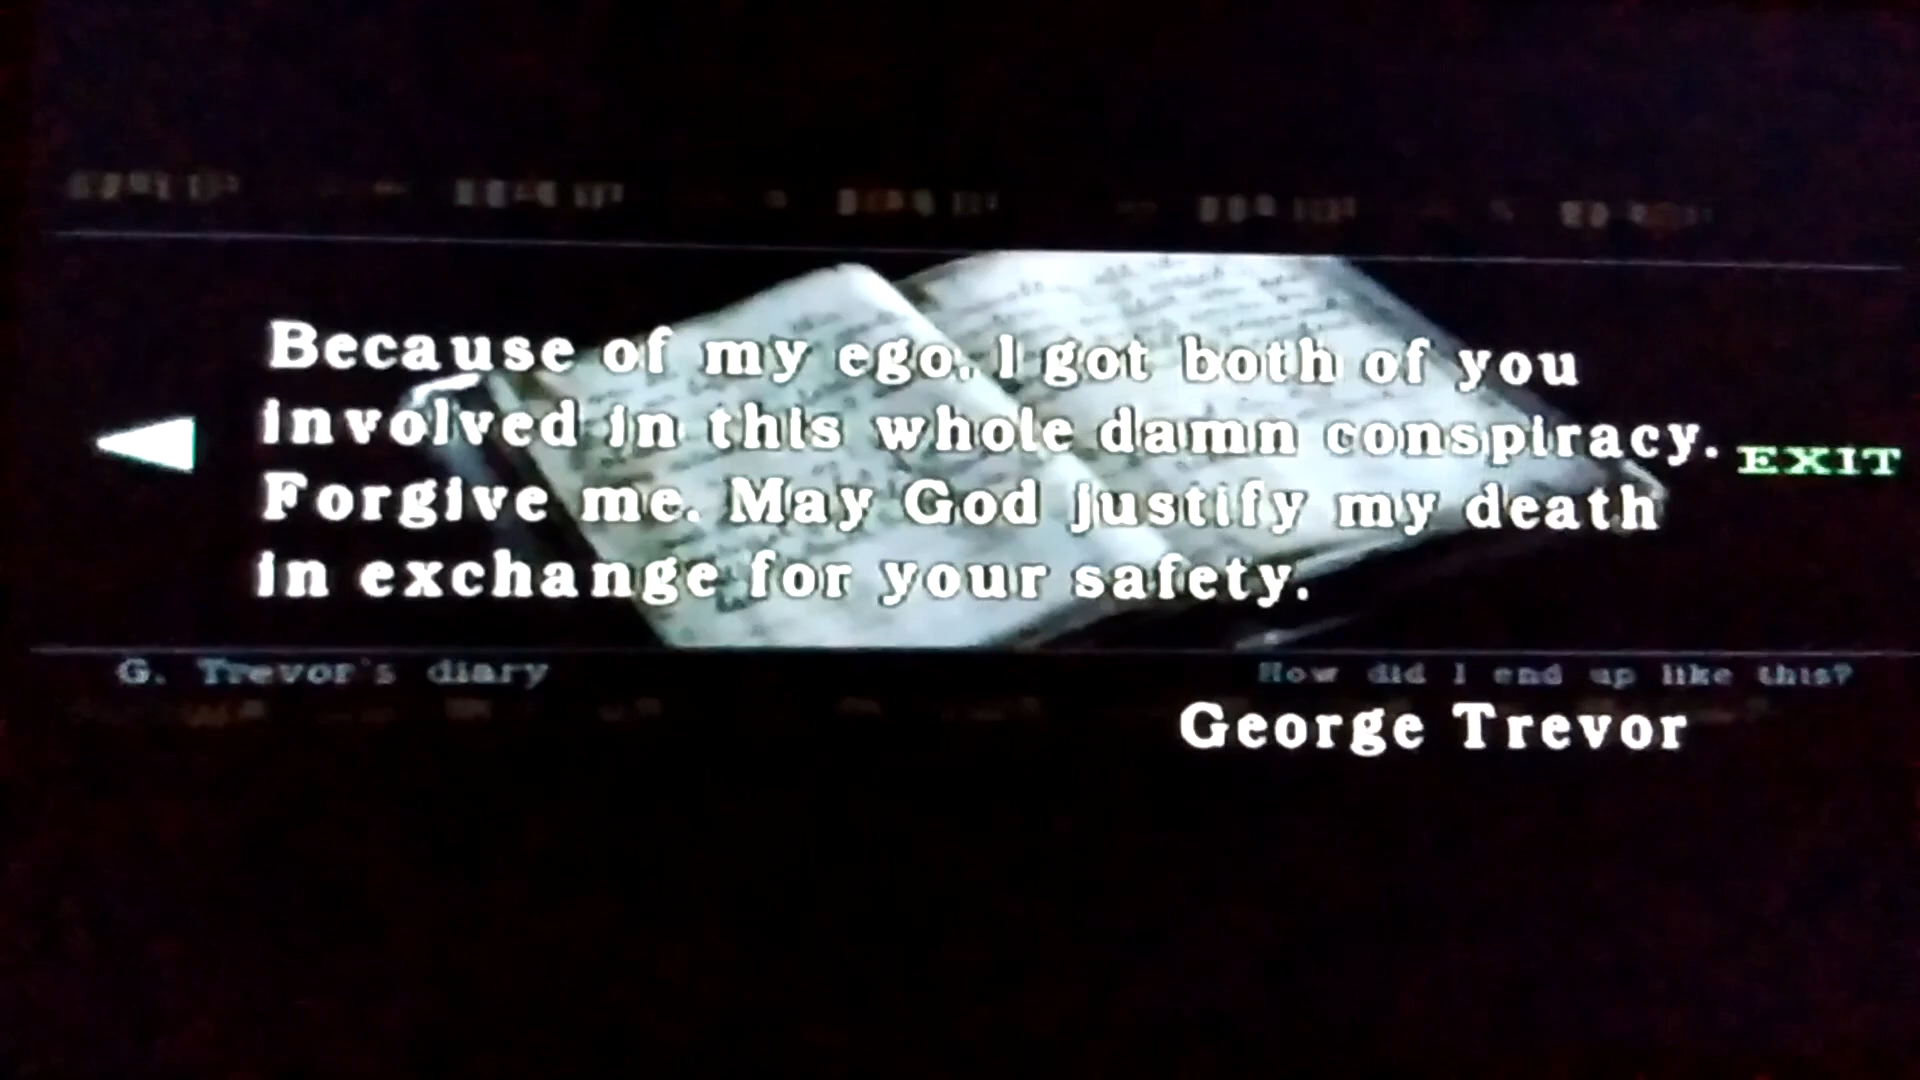 Because of my ego, I got both of you
involved in this whole damn conspiracy.
EXIT
Forgive me. May God justify my death
in exchange for your safety.
G. Trevor's diary
How did I end up like this?
George Trevor